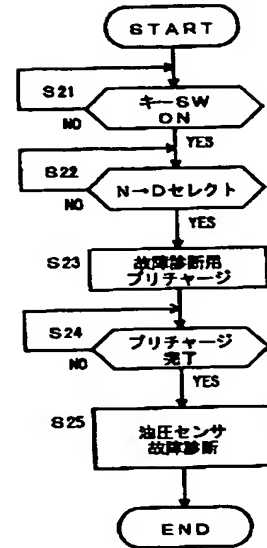 START
S21
キーSW
ON
NO
YES
S22
N→Dセレクト
NO
YES
S23
故障診断用
プリチャージ
S24
プリチャージ
完了
NO
YES
S25
油圧センサ
故障診断
END